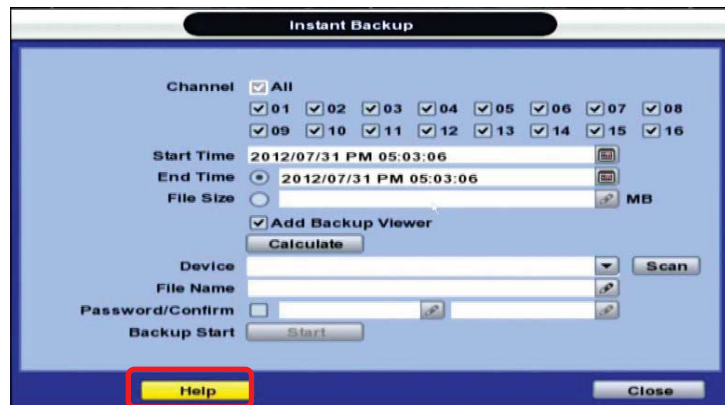 Instant Backup
Channel All
01 02 03 04 05 06 07 08
09 10 11 12 13 14 15 16
Start Time 2012/07/31 PM 05:03:06
End Time 2012/07/31 PM 05:03:06
File Size MB
Add Backup Viewer
Calculate
Device Scan
File Name
Password/Confirm
Backup Start Start
Help Close